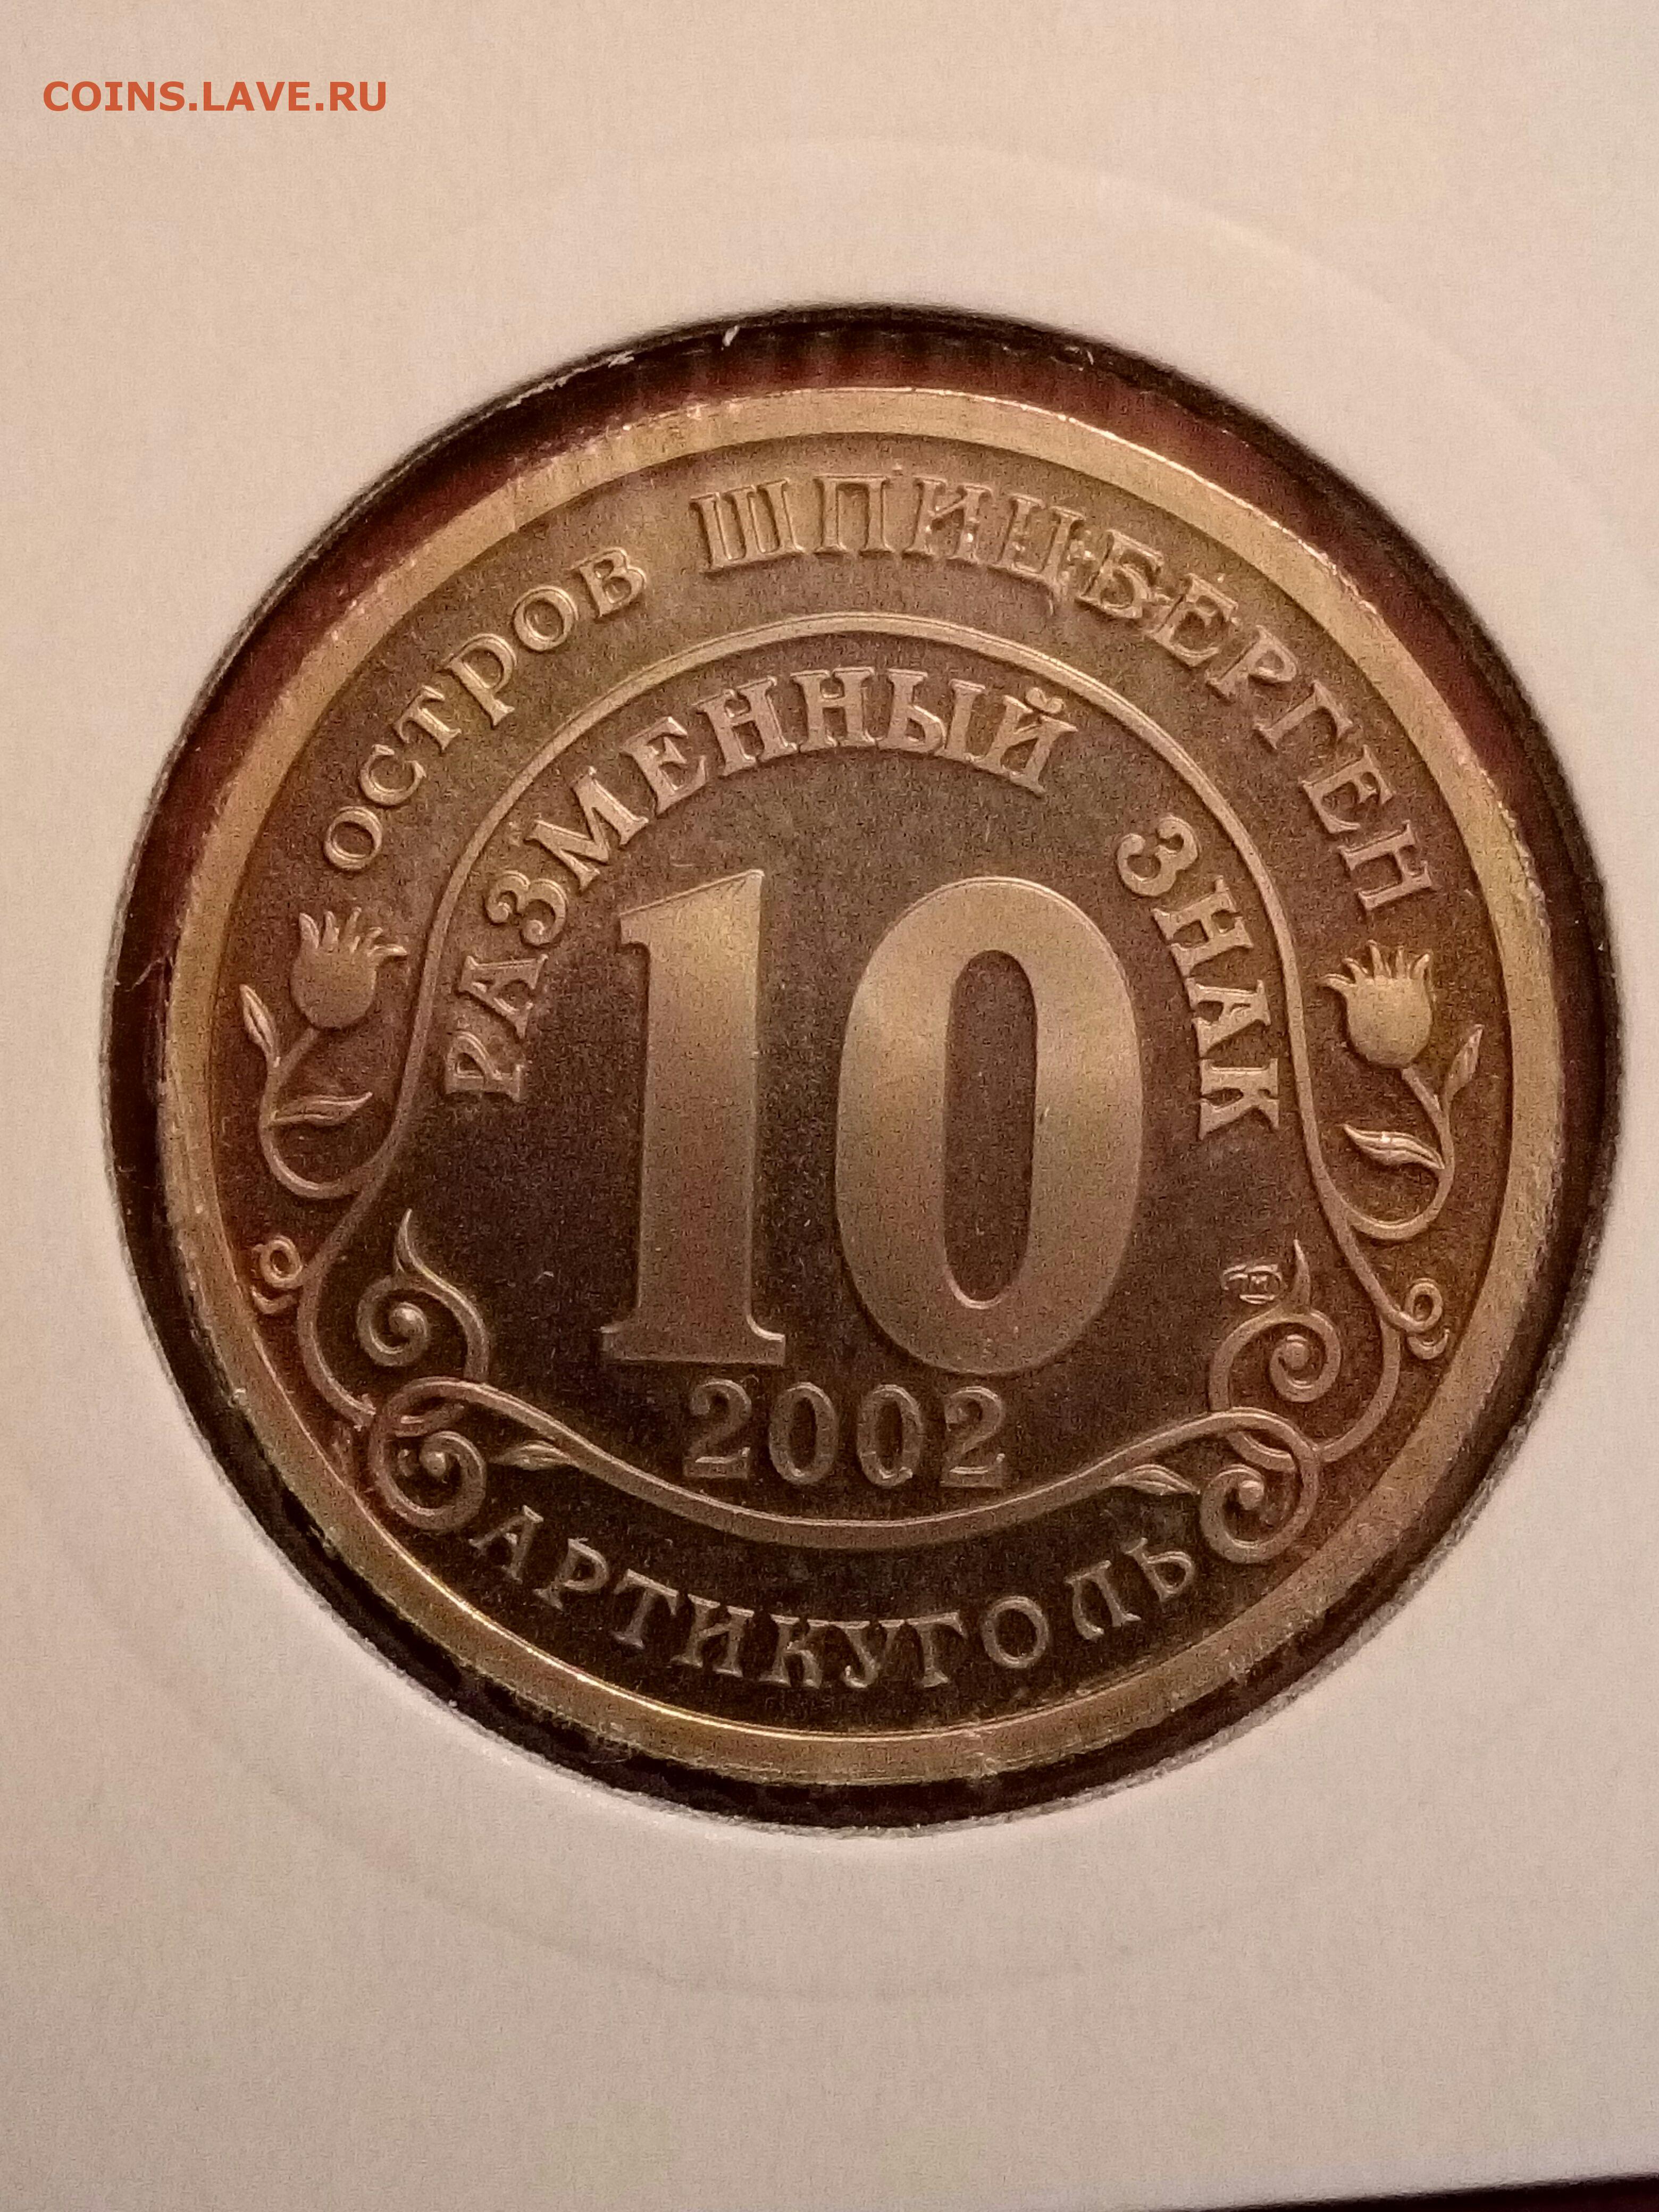 COINS.LAVE.RU
ОСТРОВ ШПИЦБЕРГЕН
РАЗМЕННЫЙ ЗНАК
10
2002
АРТИКУГОЛЬ